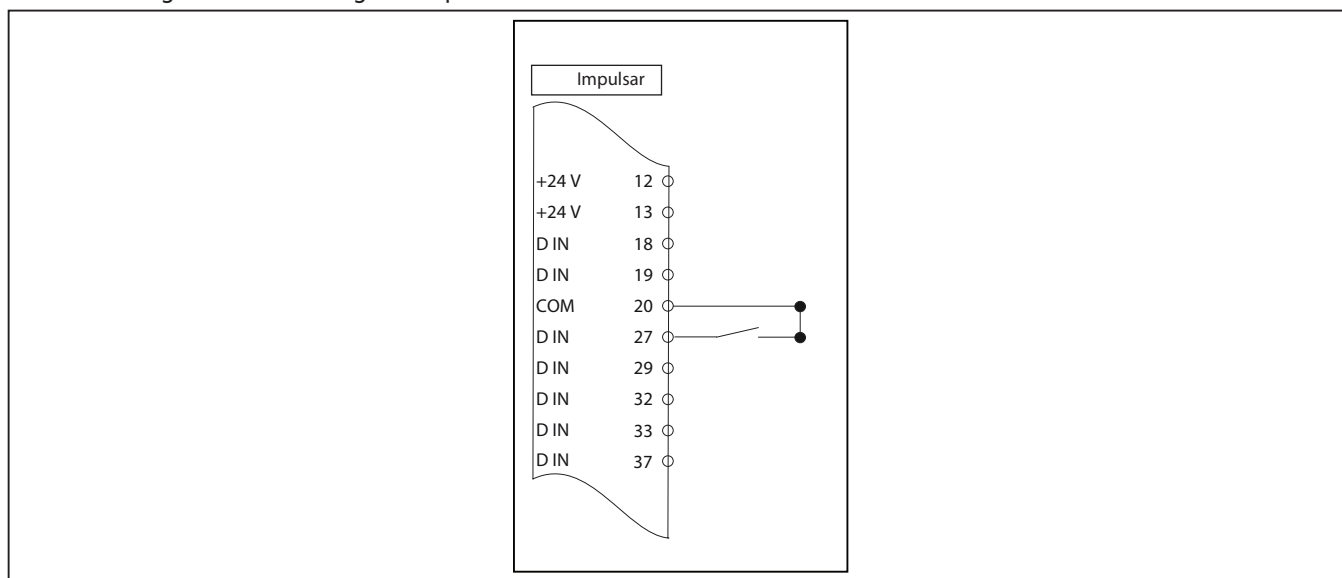 Impulsar
+24 V 12
+24 V 13
D IN 18
D IN 19
COM 20
D IN 27
D IN 29
D IN 32
D IN 33
D IN 37